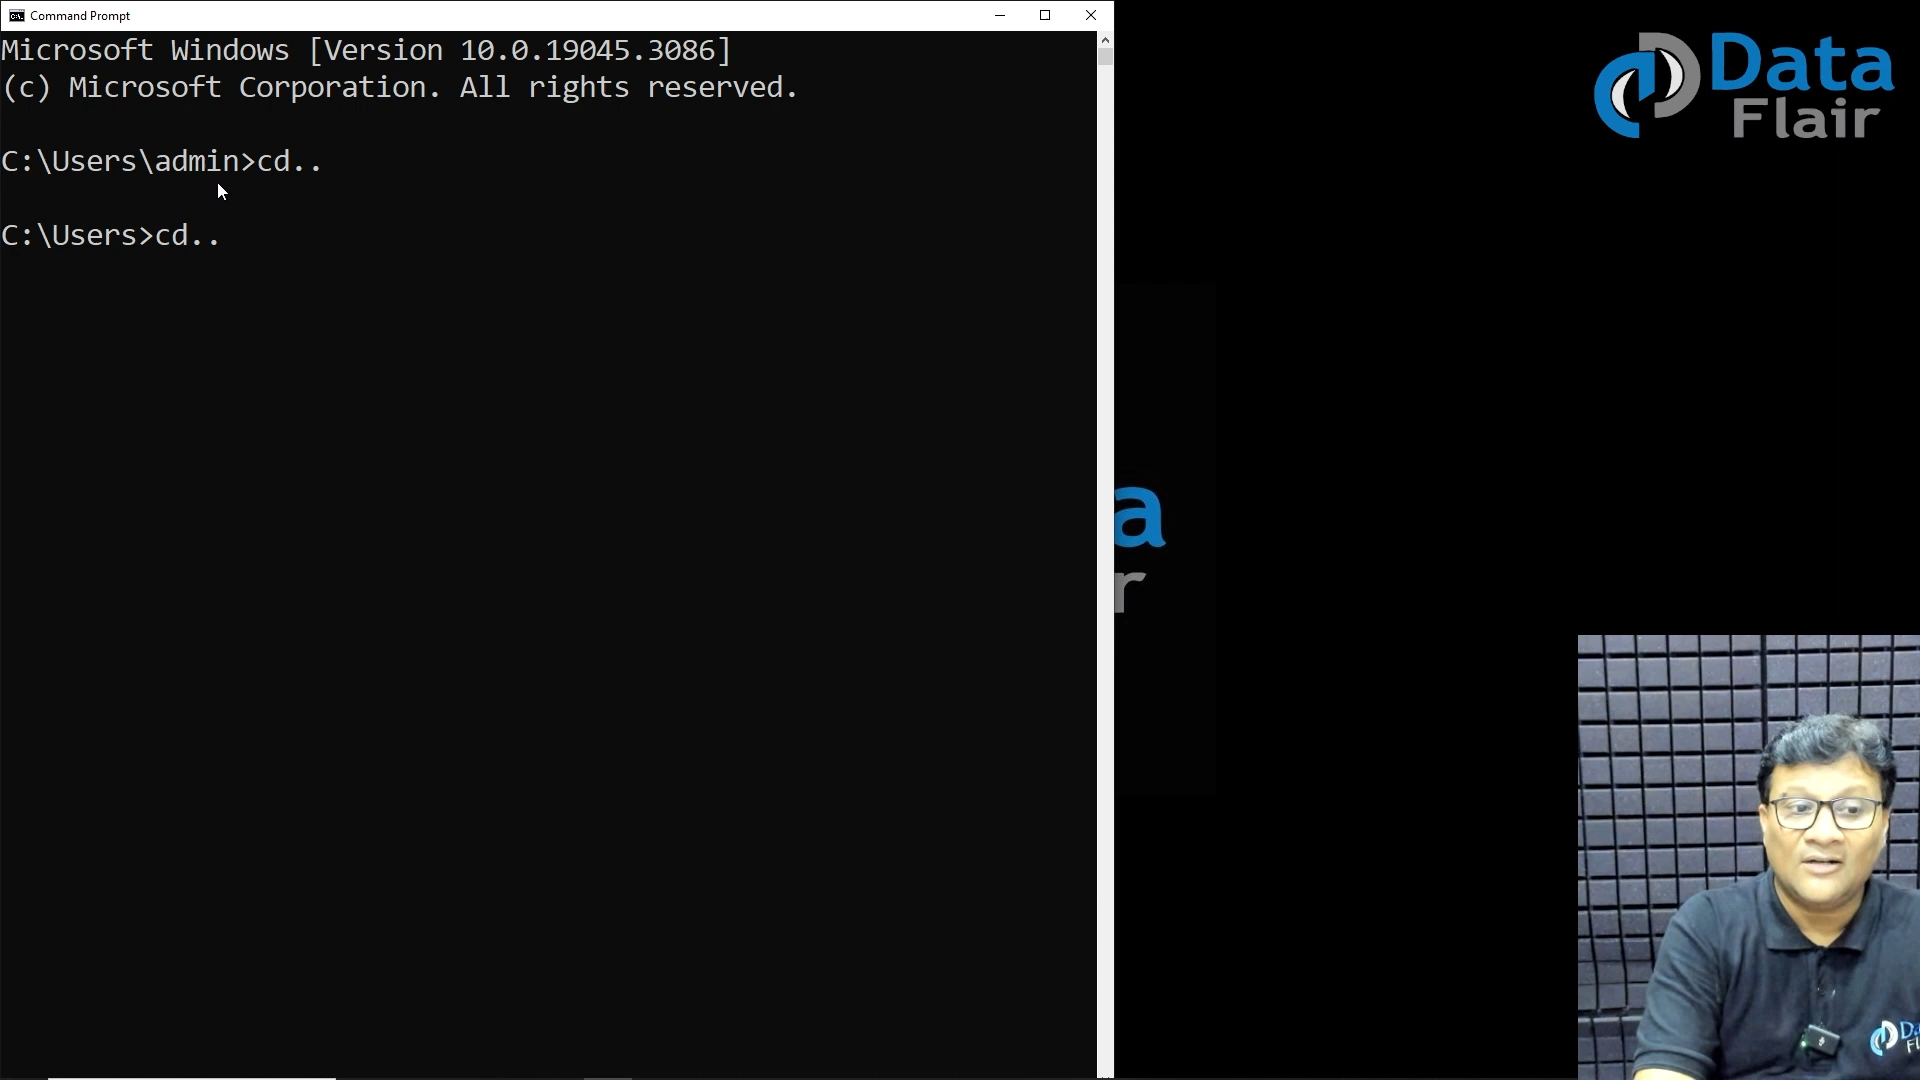 Command Prompt
Microsoft Windows [Version 10.0.19045.3086]
(c) Microsoft Corporation. All rights reserved.
C:\Users\admin>cd..
C:\Users>cd..
Data
Flair
a
r